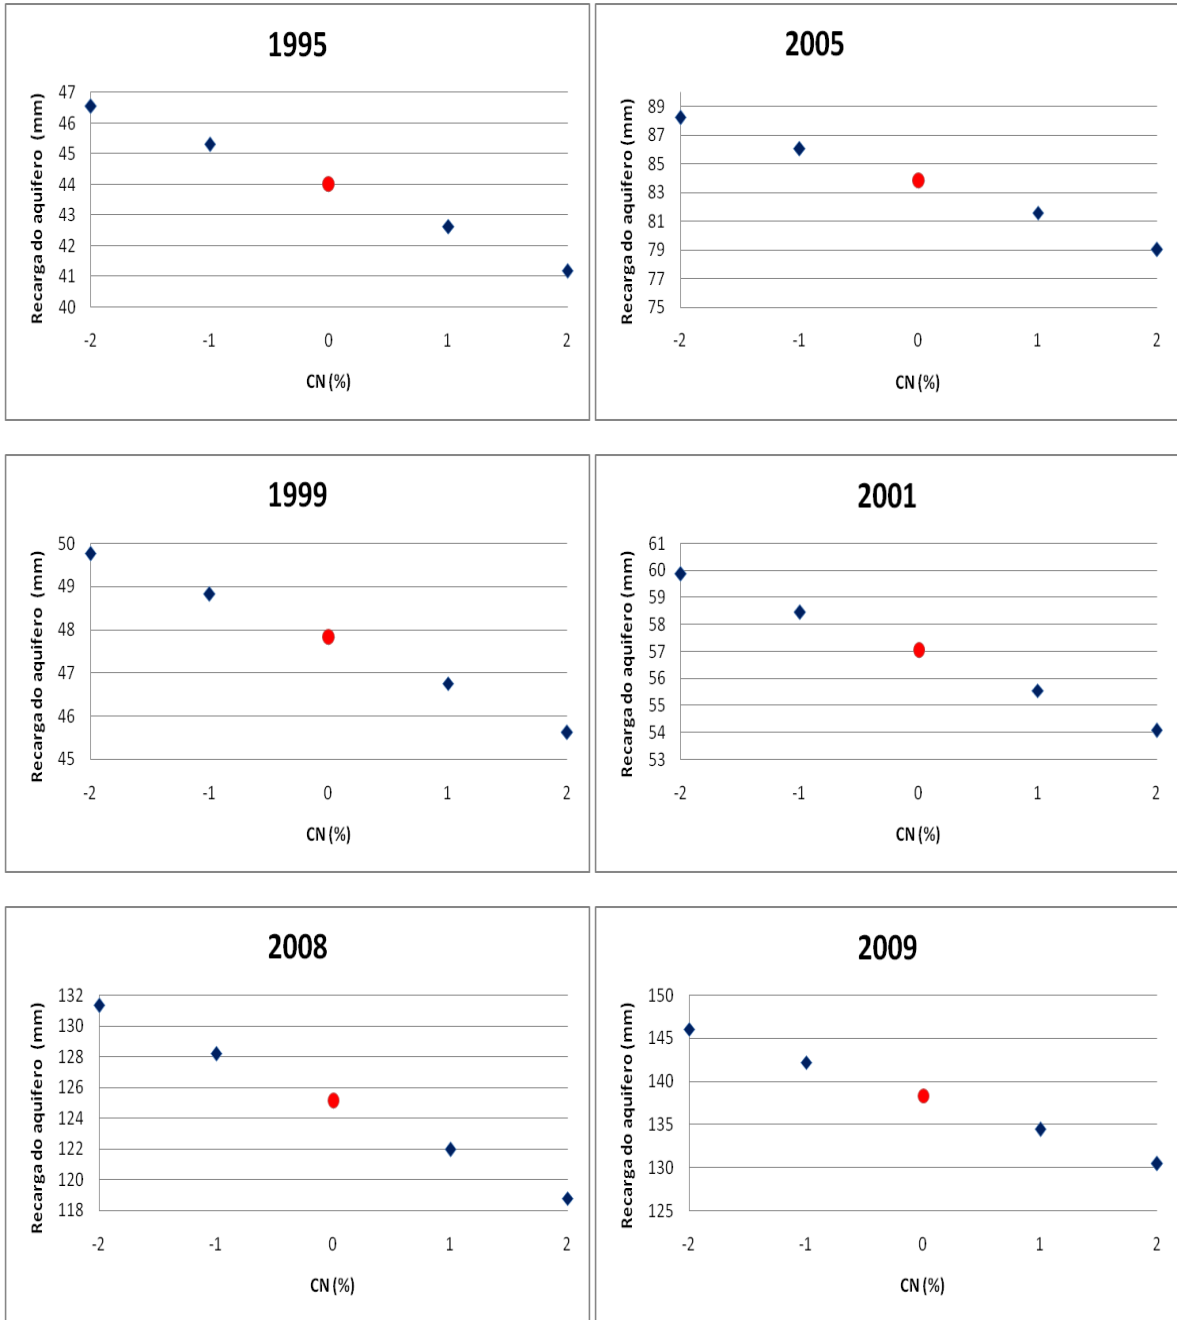 1995
Recarga do aquifero (mm)
47
46
45
44
43
42
41
40
-2 -1 0 1 2
CN (%)
2005
Recarga do aquifero (mm)
89
87
85
83
81
79
77
75
-2 -1 0 1 2
CN (%)
1999
Recarga do aquifero (mm)
50
49
48
47
46
45
-2 -1 0 1 2
CN (%)
2001
Recarga do aquifero (mm)
61
60
59
58
57
56
55
54
53
-2 -1 0 1 2
CN (%)
2008
Recarga do aquifero (mm)
132
130
128
126
124
122
120
118
-2 -1 0 1 2
CN (%)
2009
Recarga do aquifero (mm)
150
145
140
135
130
125
-2 -1 0 1 2
CN (%)